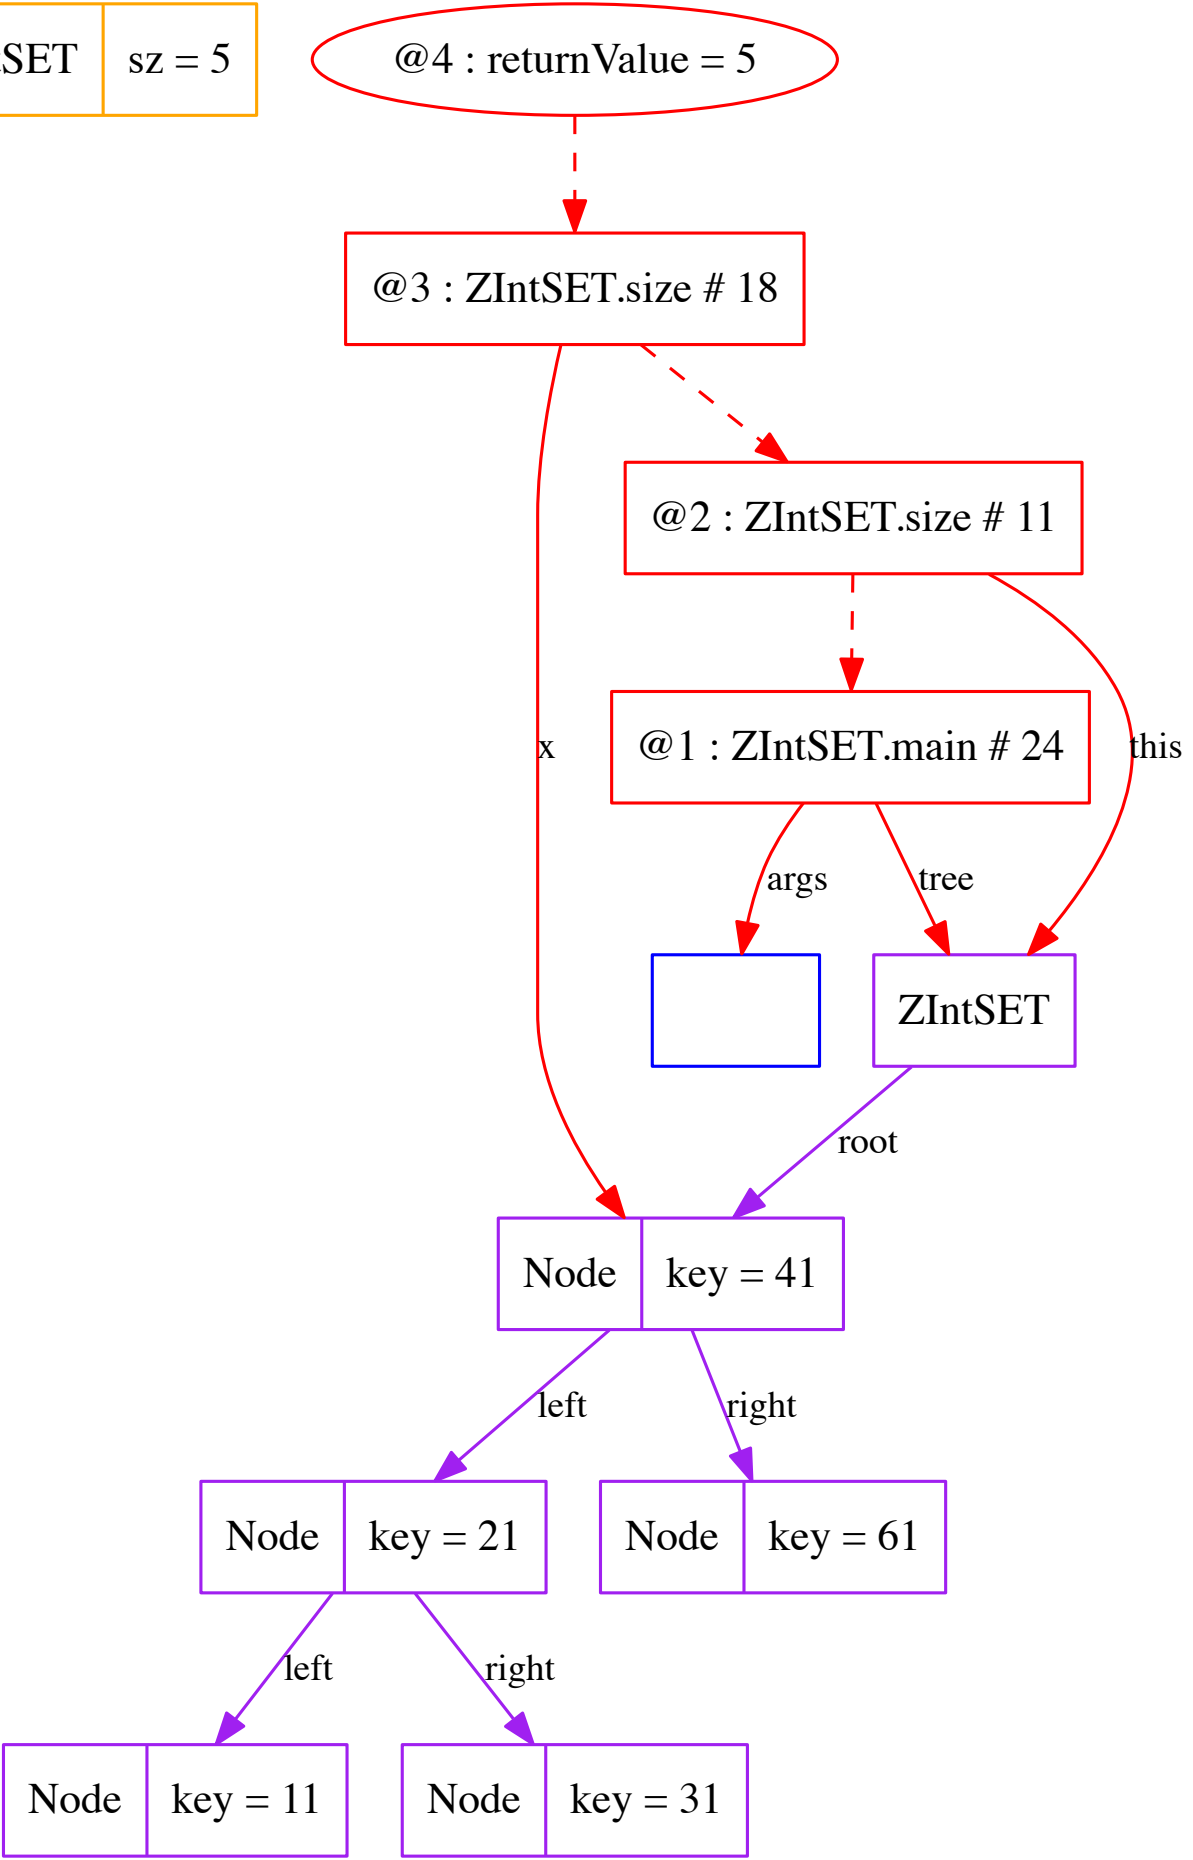 SET
sz = 5
@4 : returnValue = 5
@3 : ZIntSET.size # 18
@2 : ZIntSET.size # 11
x
@1 : ZIntSET.main # 24
this
args
tree
ZIntSET
root
Node
key = 41
left
right
Node
key = 21
Node
key = 61
left
right
Node
key = 11
Node
key = 31